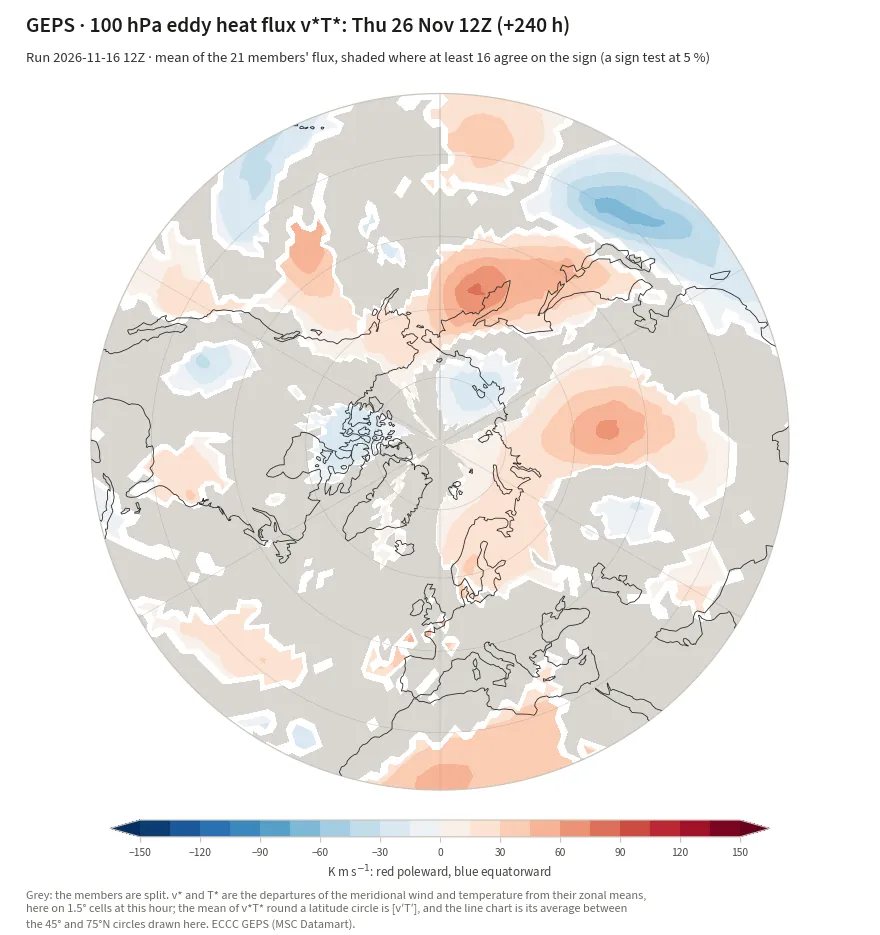 GEPS · 100 hPa eddy heat flux v*T*: Thu 26 Nov 12Z (+240 h)
Run 2026-11-16 12Z · mean of the 21 members' flux, shaded where at least 16 agree on the sign (a sign test at 5 %)
−150 −120 −90 −60 −30 0 30 60 90 120 150
K m s⁻¹: red poleward, blue equatorward
Grey: the members are split. v* and T* are the departures of the meridional wind and temperature from their zonal means,
here on 1.5° cells at this hour; the mean of v*T* round a latitude circle is [v′T′], and the line chart is its average between
the 45° and 75°N circles drawn here. ECCC GEPS (MSC Datamart).